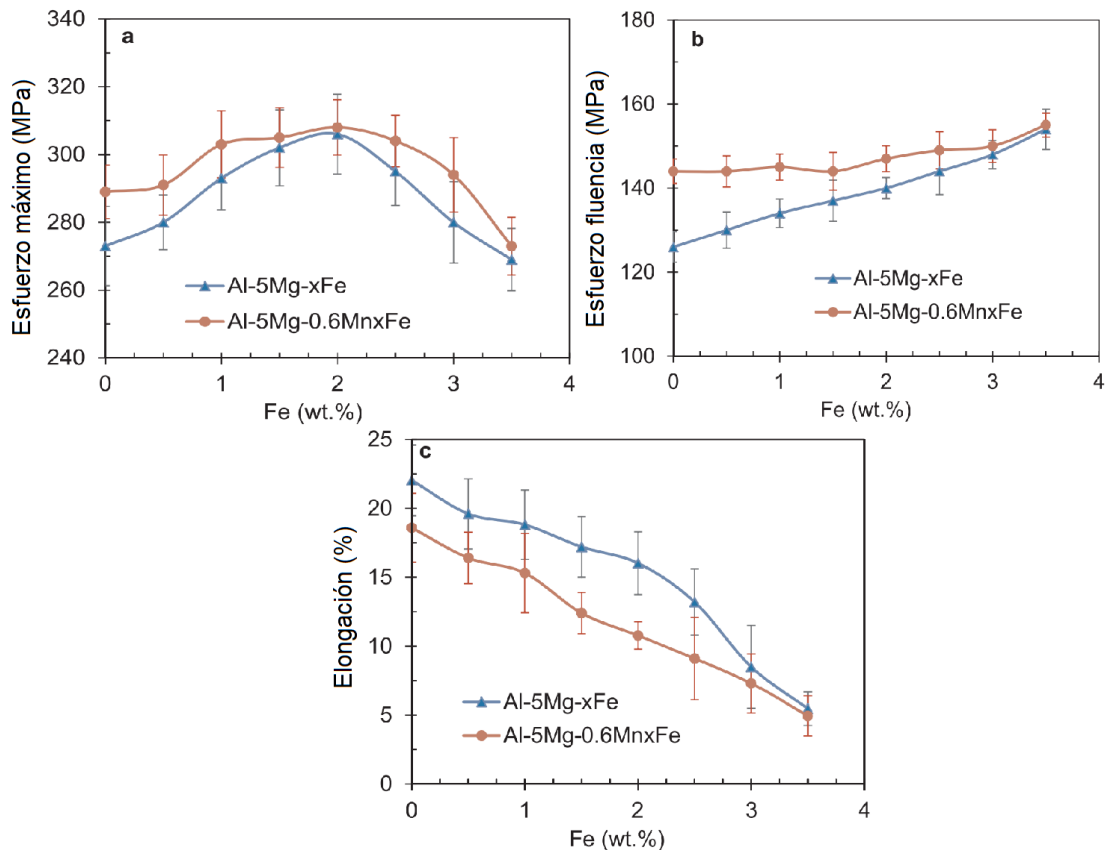 a
Esfuerzo máximo (MPa)
340
320
300
280
260
240
Al-5Mg-xFe
Al-5Mg-0.6MnxFe
0 1 2 3 4
Fe (wt.%)
b
Esfuerzo fluencia (MPa)
180
160
140
120
100
Al-5Mg-xFe
Al-5Mg-0.6MnxFe
0 1 2 3 4
Fe (wt.%)
c
Elongación (%)
25
20
15
10
5
0
Al-5Mg-xFe
Al-5Mg-0.6MnxFe
0 1 2 3 4
Fe (wt.%)